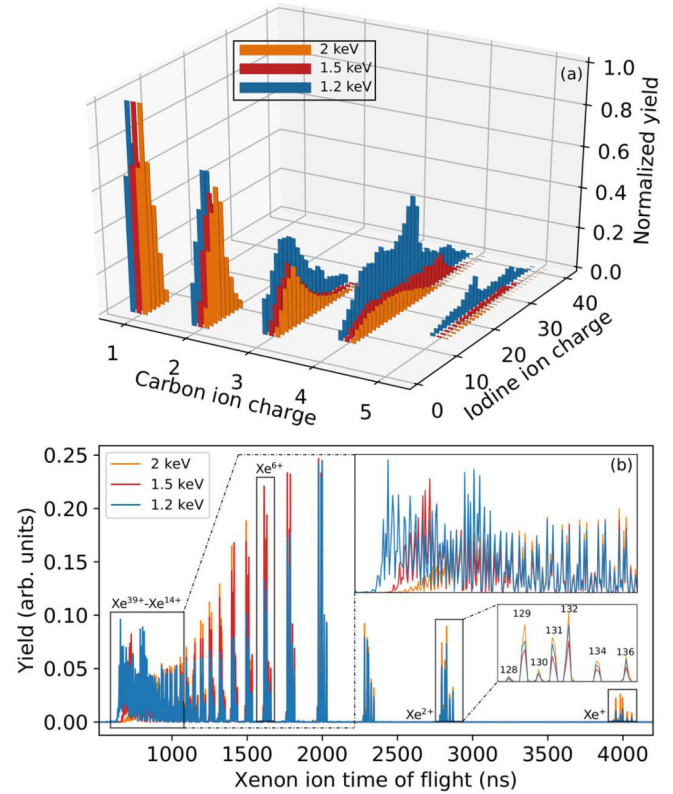 2 keV
1.5 keV
1.2 keV
(a)
1.0
0.8
0.6
0.4
0.2
0.0
Normalized yield
1
2
3
4
5
Carbon ion charge
0
10
20
30
40
Iodine ion charge
0.25
0.20
0.15
0.10
0.05
0.00
Yield (arb. units)
2 keV
1.5 keV
1.2 keV
Xe⁶⁺
(b)
Xe³⁹⁺-Xe¹⁴⁺
128
129
130
131
132
134
136
Xe²⁺
Xe⁺
1000 1500 2000 2500 3000 3500 4000
Xenon ion time of flight (ns)